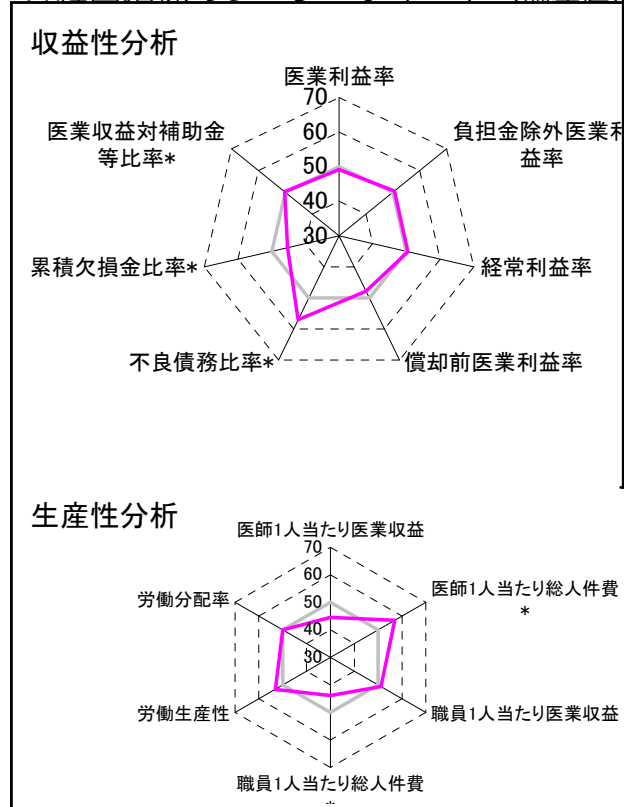 収益性分析
医業利益率
70
60
50
40
30
負担金除外医業利
益率
経常利益率
償却前医業利益率
不良債務比率*
累積欠損金比率*
医業収益対補助金
等比率*
生産性分析
医師1人当たり医業収益
70
60
50
40
30
医師1人当たり総人件費
*
職員1人当たり医業収益
職員1人当たり総人件費
*
労働生産性
労働分配率